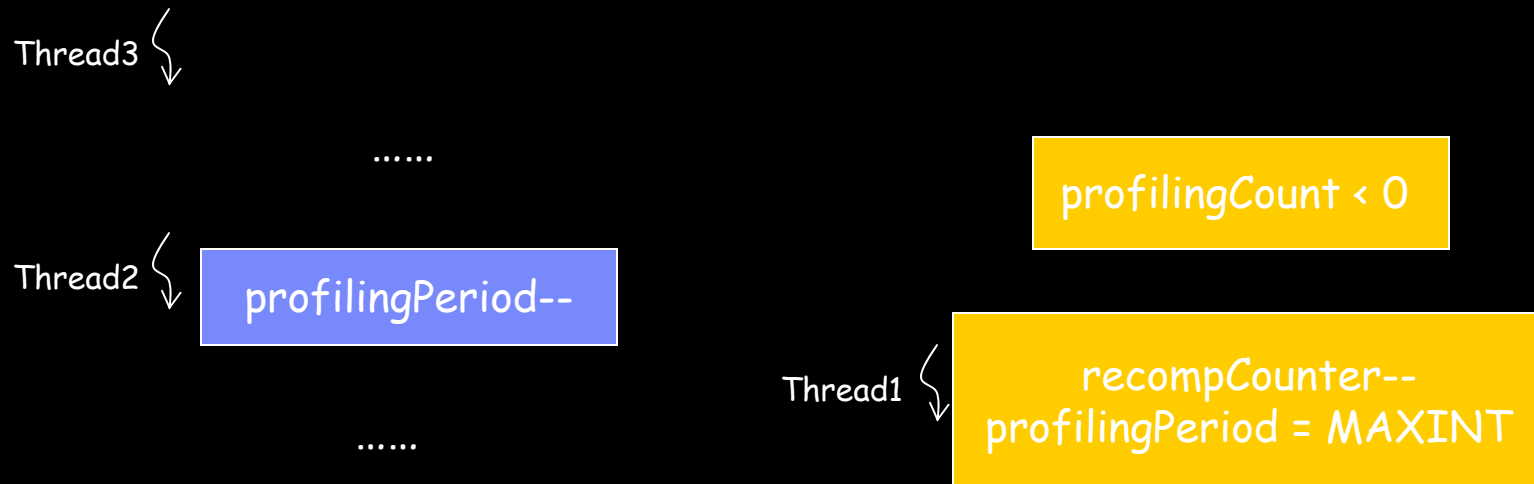 Thread3
......
profilingCount < 0
Thread2
profilingPeriod--
Thread1
recompCounter--
profilingPeriod = MAXINT
......